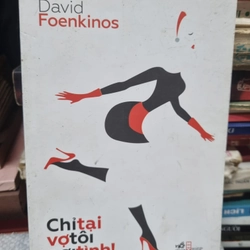 David
Foenkinos
Chỉ tại
vợ tôi